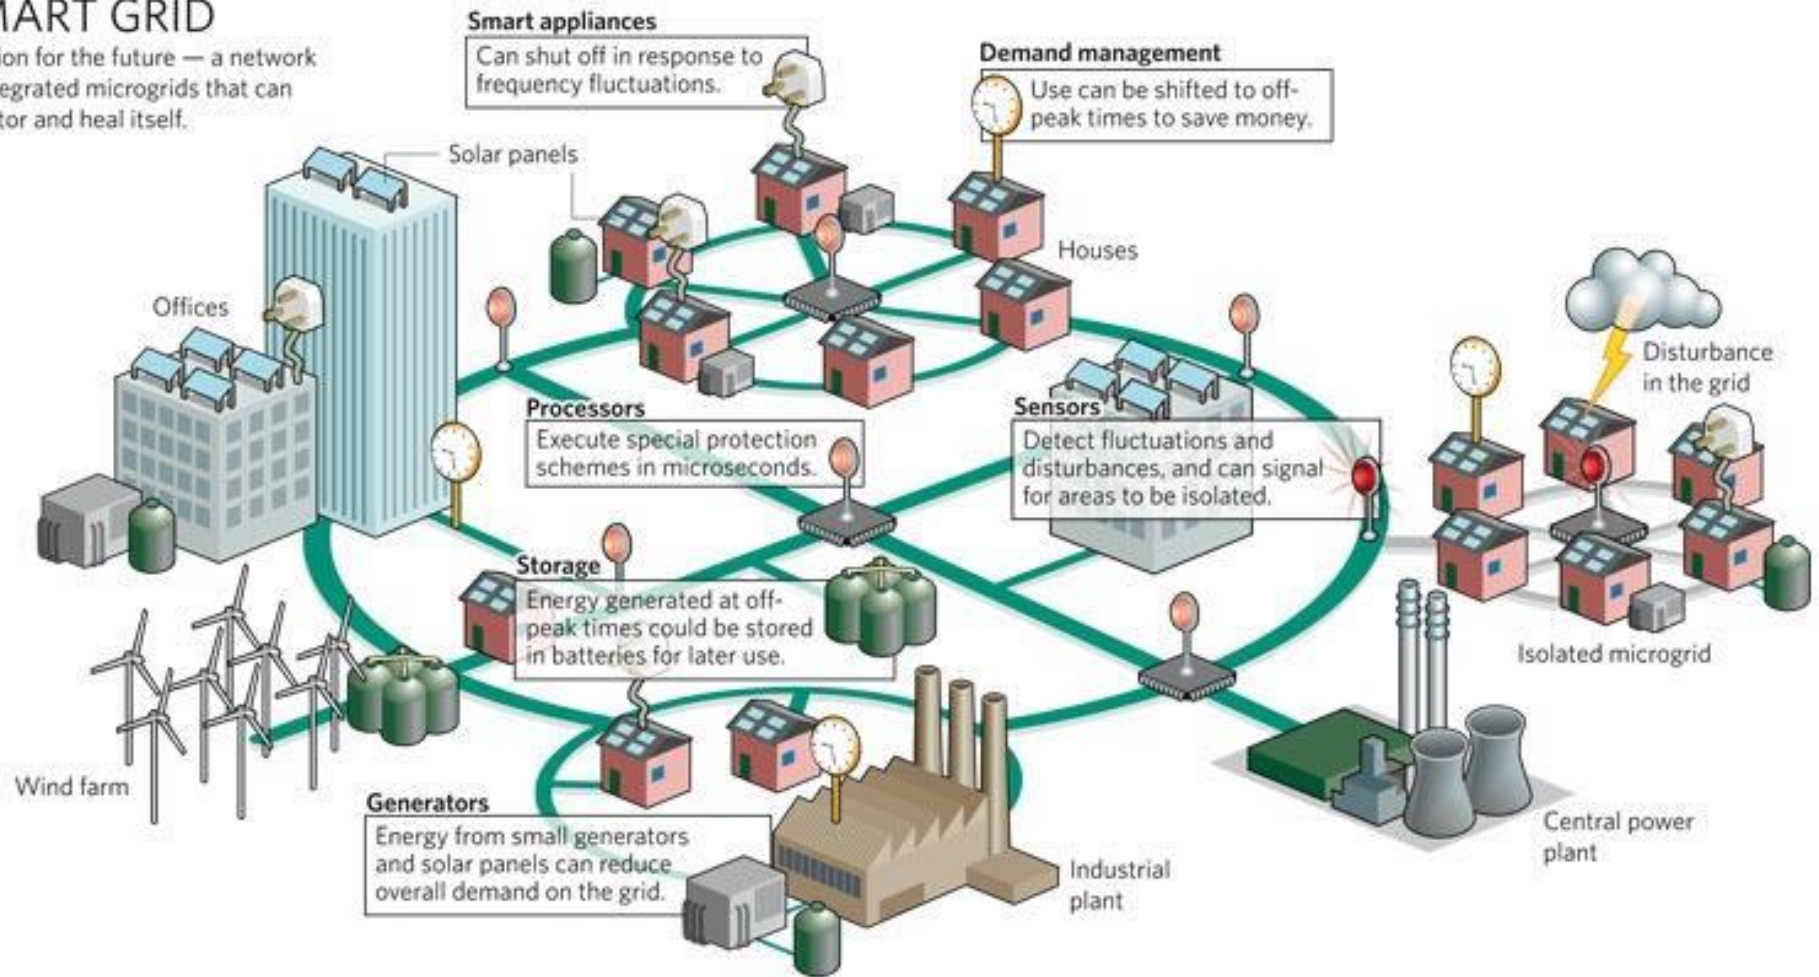 MART GRID
ion for the future — a network
egrated microgrids that can
tor and heal itself.
Smart appliances
Can shut off in response to
frequency fluctuations.
Demand management
Use can be shifted to off-
peak times to save money.
Solar panels
Houses
Offices
Disturbance
in the grid
Processors
Execute special protection
schemes in microseconds.
Sensors
Detect fluctuations and
disturbances, and can signal
for areas to be isolated.
Storage
Energy generated at off-
peak times could be stored
in batteries for later use.
Isolated microgrid
Wind farm
Generators
Energy from small generators
and solar panels can reduce
overall demand on the grid.
Industrial
plant
Central power
plant